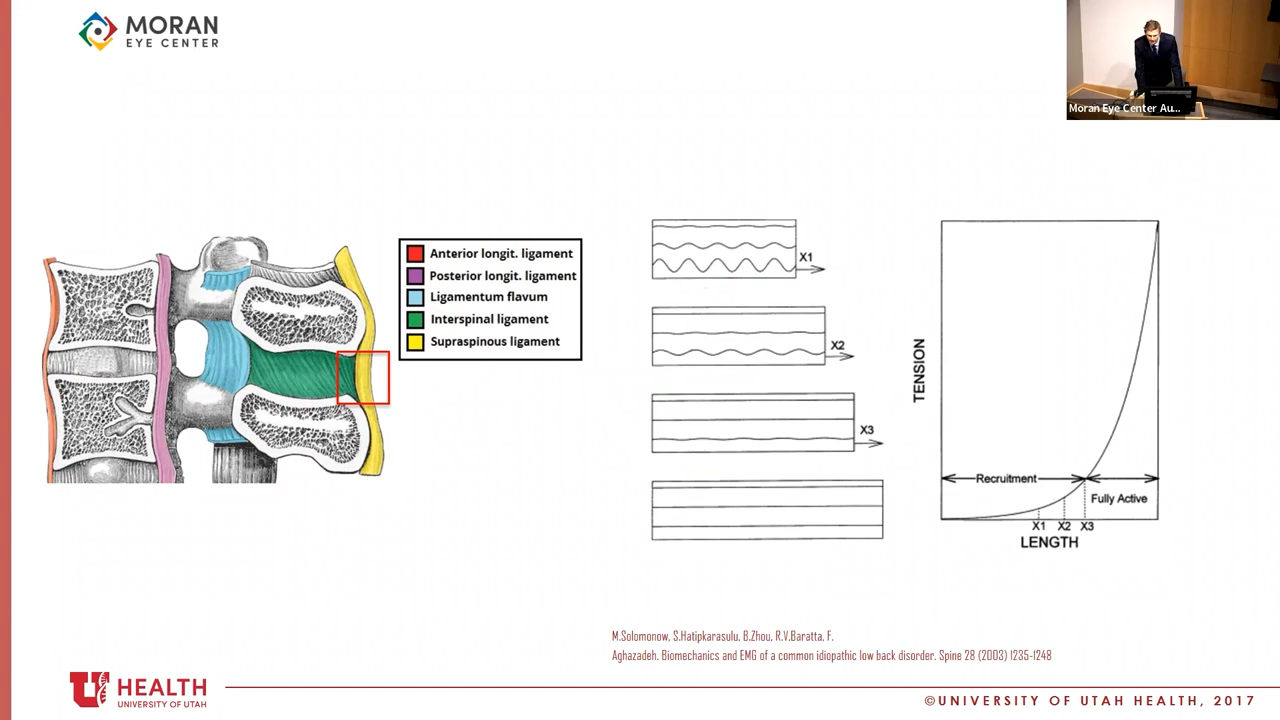 MORAN
EYE CENTER
Moran Eye Center Au...
Anterior longit. ligament
Posterior longit. ligament
Ligamentum flavum
Interspinal ligament
Supraspinous ligament
X1
X2
X3
TENSION
Recruitment
Fully Active
X1 X2 X3
LENGTH
M.Solomonow, S.Hatipkarasulu, B.Zhou, R.V.Baratta, F.
Aghazadeh. Biomechanics and EMG of a common idiopathic low back disorder. Spine 28 (2003) 1235-1248
U HEALTH
UNIVERSITY OF UTAH
©UNIVERSITY OF UTAH HEALTH, 2017